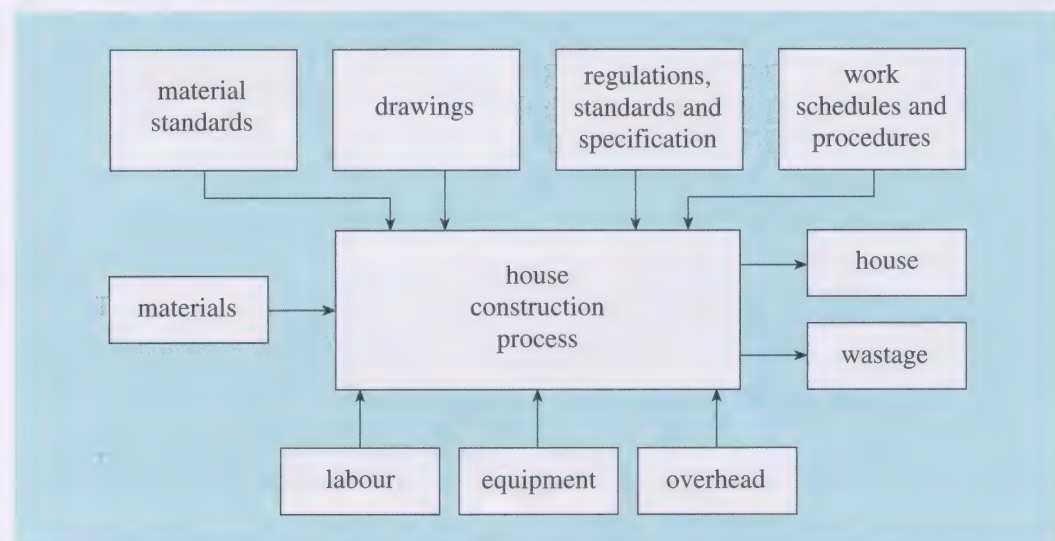 material
standards
drawings
regulations,
standards and
specification
work
schedules and
procedures
materials
house
construction
process
house
wastage
labour
equipment
overhead